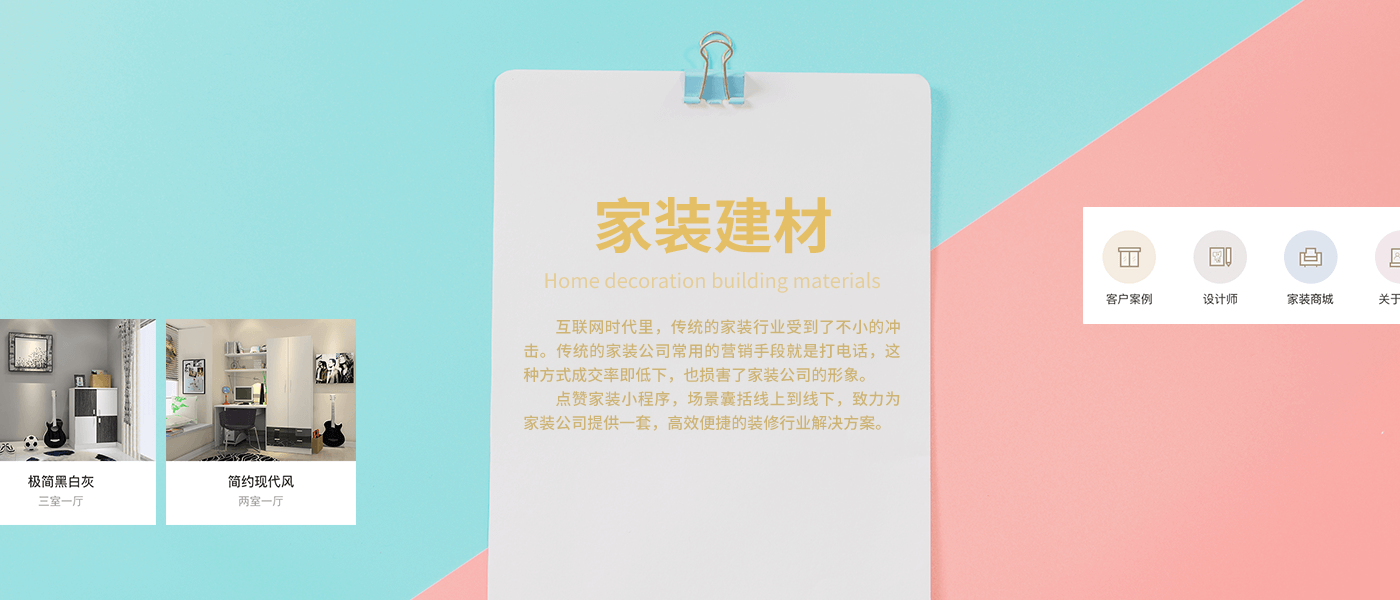 家装建材
Home decoration building materials
互联网时代里，传统的家装行业受到了不小的冲
击。传统的家装公司常用的营销手段就是打电话，这
种方式成交率即低下，也损害了家装公司的形象。
点赞家装小程序，场景囊括线上到线下，致力为
家装公司提供一套，高效便捷的装修行业解决方案。
极简黑白灰
三室一厅
简约现代风
两室一厅
客户案例
设计师
家装商城
关于